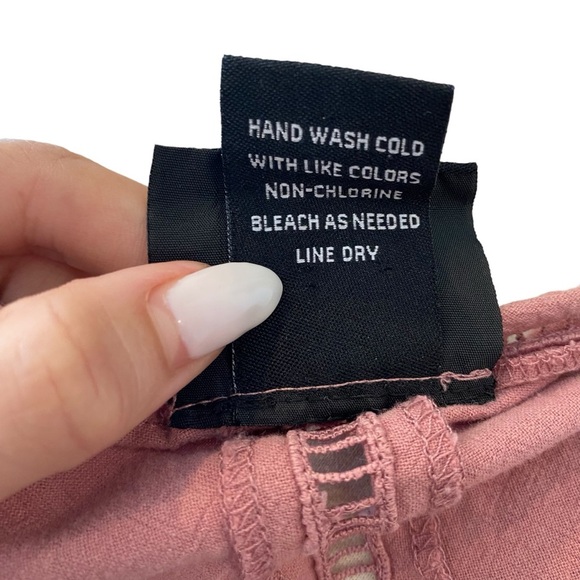 HAND WASH COLD
WITH LIKE COLORS
NON-CHLORINE
BLEACH AS NEEDED
LINE DRY